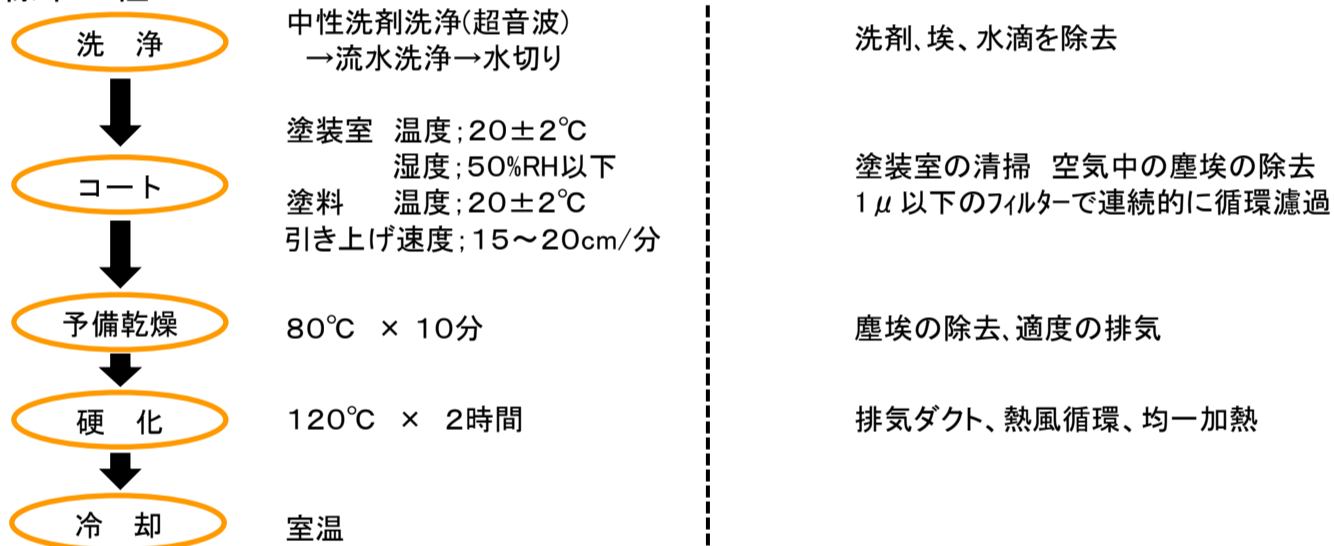 洗　浄
中性洗剤洗浄(超音波)
→流水洗浄→水切り
洗剤、埃、水滴を除去
コート
塗装室　温度；20±2℃
湿度；50%RH以下
塗料　温度；20±2℃
引き上げ速度；15～20cm/分
塗装室の清掃　空気中の塵埃の除去
1μ以下のフィルターで連続的に循環濾過
予備乾燥
80℃　×　10分
塵埃の除去、適度の排気
硬　化
120℃　×　2時間
排気ダクト、熱風循環、均一加熱
冷　却
室温